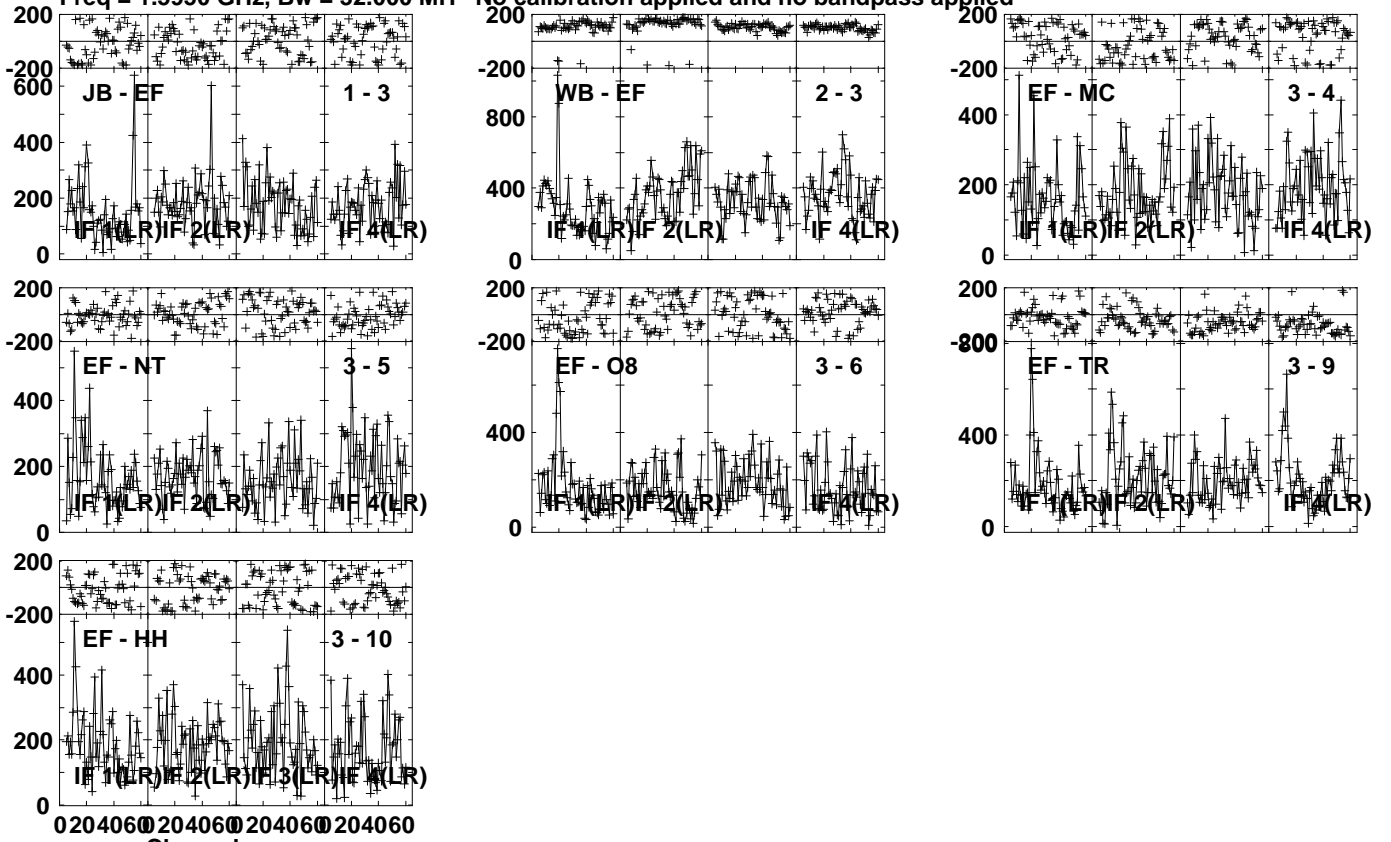 Freq = 1.5950 GHz, Bw = 32.000 MH No calibration applied and no bandpass applied
200
-200
600
400
200
0
JB - EF
1 - 3
IF 1(LR)
IF 2(LR)
IF 4(LR)
200
-200
800
400
0
WB - EF
2 - 3
IF 1(LR)
IF 2(LR)
IF 4(LR)
200
-200
400
200
0
EF - MC
3 - 4
IF 1(LR)
IF 2(LR)
IF 4(LR)
200
-200
400
200
0
EF - NT
3 - 5
IF 1(LR)
IF 2(LR)
IF 4(LR)
200
-200
400
0
EF - O8
3 - 6
IF 1(LR)
IF 2(LR)
IF 4(LR)
200
-200
800
400
0
EF - TR
3 - 9
IF 1(LR)
IF 2(LR)
IF 4(LR)
200
-200
400
200
0
EF - HH
3 - 10
IF 1(LR)
IF 2(LR)
IF 3(LR)
IF 4(LR)
0 20 40 60 0 20 40 60 0 20 40 60 0 20 40 60